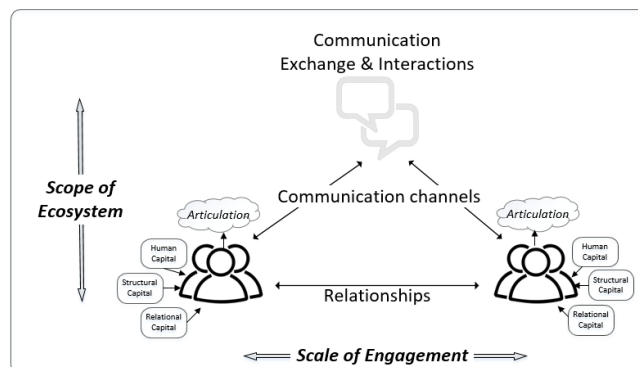 Communication
Exchange & Interactions
Scope of
Ecosystem
Communication channels
Articulation
Articulation
Human
Capital
Structural
Capital
Relational
Capital
Human
Capital
Structural
Capital
Relational
Capital
Relationships
Scale of Engagement